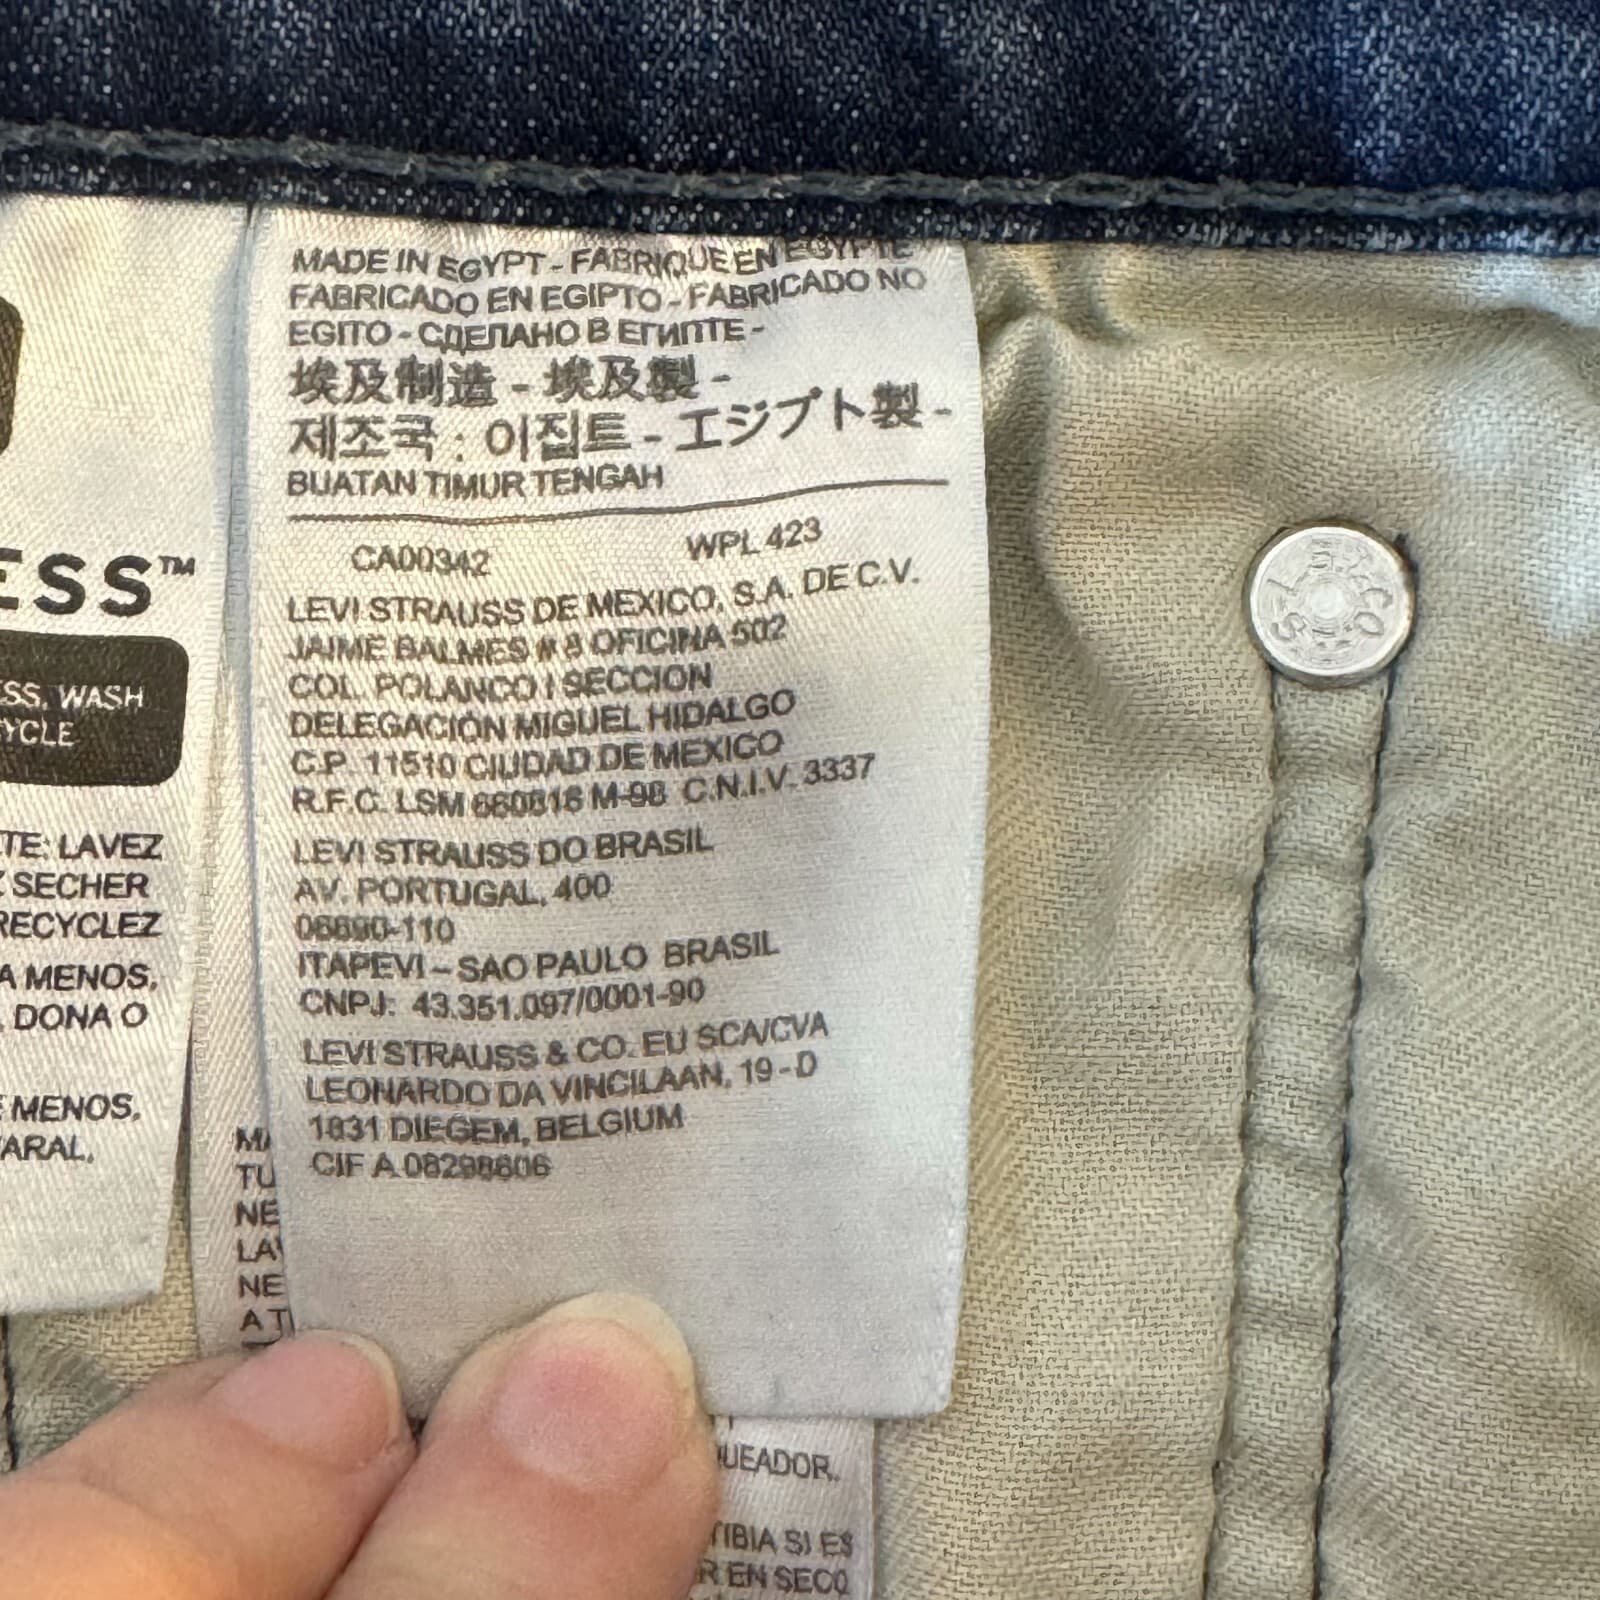 MADE IN EGYPT - FABRIQUE EN EGYPTE
FABRICADO EN EGIPTO - FABRICADO NO
EGITO - СДЕЛАНО В ЕГИПТЕ -
埃及制造 - 埃及製 -
제조국 : 이집트 - エジプト製 -
BUATAN TIMUR TENGAH
CA00342 WPL 423
LEVI STRAUSS DE MEXICO, S.A. DE C.V.
JAIME BALMES # 8 OFICINA 502
COL. POLANCO I SECCION
DELEGACIÓN MIGUEL HIDALGO
C.P. 11510 CIUDAD DE MEXICO
R.F.C. LSM M-98 C.N.I.V. 3337
LEVI STRAUSS DO BRASIL
AV. PORTUGAL, 400
ITAPEVI – SAO PAULO BRASIL
CNPJ: 43.351.097/0001-90
LEVI STRAUSS & CO. EU SCA/CVA
LEONARDO DA VINCILAAN, 19 - D
1831 DIEGEM, BELGIUM
CIF A
ESS™
ESS, WASH
YCLE
TE: LAVEZ
SECHER
RECYCLEZ
A MENOS,
, DONA O
MENOS,
ARAL,
MA
TU
NE
LAV
NE
A T
UEADOR.
TIBIA SI ES
R EN SECO